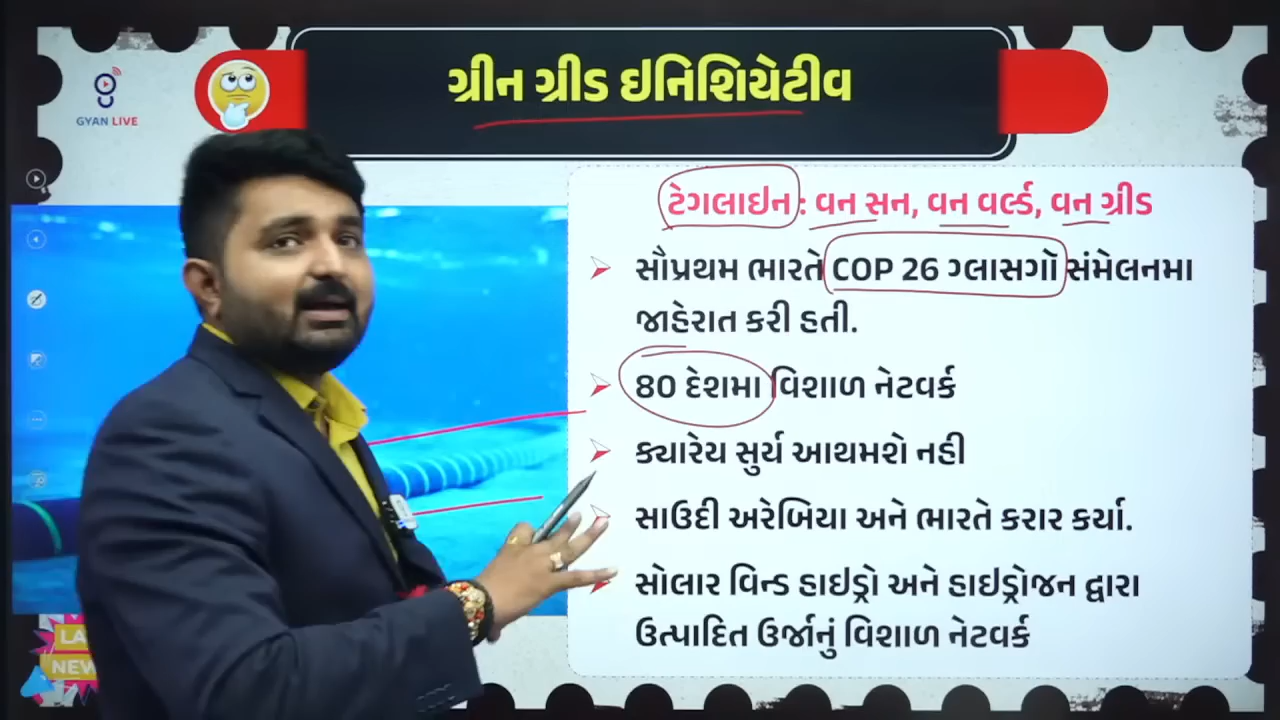 ગ્રીન ગ્રીડ ઇનિશિયેટીવ
GYAN LIVE
ટેગલાઇન : વન સન, વન વર્લ્ડ, વન ગ્રીડ
સૌપ્રથમ ભારતે COP 26 ગ્લાસગોં સંમેલનમા
જાહેરાત કરી હતી.
80 દેશમા વિશાળ નેટવર્ક
ક્યારેય સુર્ય આથમશે નહી
સાઉદી અરેબિયા અને ભારતે કરાર કર્યા.
સોલાર વિન્ડ હાઇડ્રો અને હાઇડ્રોજન દ્વારા
ઉત્પાદિત ઉર્જાનું વિશાળ નેટવર્ક